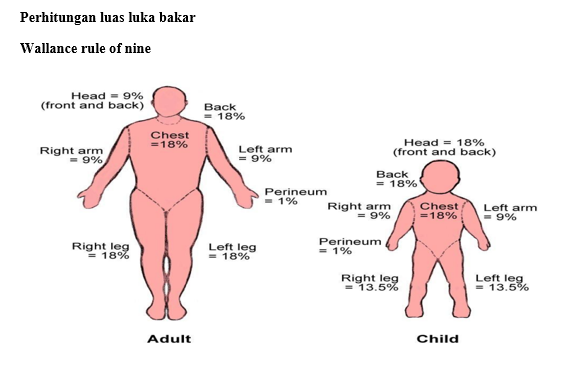 Perhitungan luas luka bakar
Wallance rule of nine
Head = 9%
(front and back)
Back
= 18%
Chest
=18%
Right arm
= 9%
Left arm
= 9%
Perineum
= 1%
Right leg
= 18%
Left leg
= 18%
Adult
Head = 18%
(front and back)
Back
= 18%
Right arm
= 9%
Chest
=18%
Left arm
= 9%
Perineum
= 1%
Right leg
= 13.5%
Left leg
= 13.5%
Child